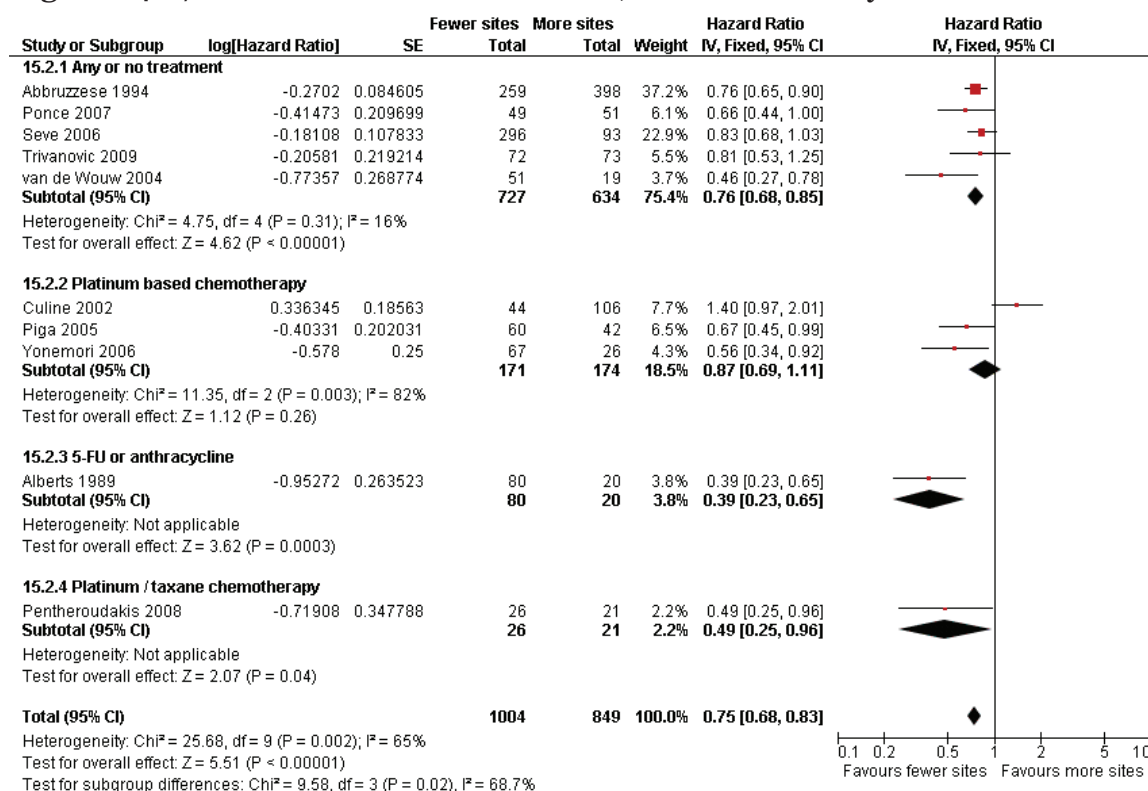 Fewer sites More sites Hazard Ratio Hazard Ratio
Study or Subgroup log[Hazard Ratio] SE Total Total Weight IV, Fixed, 95% CI IV, Fixed, 95% CI
15.2.1 Any or no treatment
Abbruzzese 1994 -0.2702 0.084605 259 398 37.2% 0.76 [0.65, 0.90]
Ponce 2007 -0.41473 0.209699 49 51 6.1% 0.66 [0.44, 1.00]
Seve 2006 -0.18108 0.107833 296 93 22.9% 0.83 [0.68, 1.03]
Trivanovic 2009 -0.20581 0.219214 72 73 5.5% 0.81 [0.53, 1.25]
van de Wouw 2004 -0.77357 0.268774 51 19 3.7% 0.46 [0.27, 0.78]
Subtotal (95% CI) 727 634 75.4% 0.76 [0.68, 0.85]
Heterogeneity: Chi² = 4.75, df = 4 (P = 0.31); I² = 16%
Test for overall effect: Z = 4.62 (P < 0.00001)
15.2.2 Platinum based chemotherapy
Culine 2002 0.336345 0.18563 44 106 7.7% 1.40 [0.97, 2.01]
Piga 2005 -0.40331 0.202031 60 42 6.5% 0.67 [0.45, 0.99]
Yonemori 2006 -0.578 0.25 67 26 4.3% 0.56 [0.34, 0.92]
Subtotal (95% CI) 171 174 18.5% 0.87 [0.69, 1.11]
Heterogeneity: Chi² = 11.35, df = 2 (P = 0.003); I² = 82%
Test for overall effect: Z = 1.12 (P = 0.26)
15.2.3 5-FU or anthracycline
Alberts 1989 -0.95272 0.263523 80 20 3.8% 0.39 [0.23, 0.65]
Subtotal (95% CI) 80 20 3.8% 0.39 [0.23, 0.65]
Heterogeneity: Not applicable
Test for overall effect: Z = 3.62 (P = 0.0003)
15.2.4 Platinum / taxane chemotherapy
Pentheroudakis 2008 -0.71908 0.347788 26 21 2.2% 0.49 [0.25, 0.96]
Subtotal (95% CI) 26 21 2.2% 0.49 [0.25, 0.96]
Heterogeneity: Not applicable
Test for overall effect: Z = 2.07 (P = 0.04)
Total (95% CI) 1004 849 100.0% 0.75 [0.68, 0.83]
Heterogeneity: Chi² = 25.68, df = 9 (P = 0.002); I² = 65%
Test for overall effect: Z = 5.51 (P < 0.00001)
Test for subgroup differences: Chi² = 9.58, df = 3 (P = 0.02), I² = 68.7%
0.1 0.2 0.5 1 2 5 10
Favours fewer sites Favours more sites